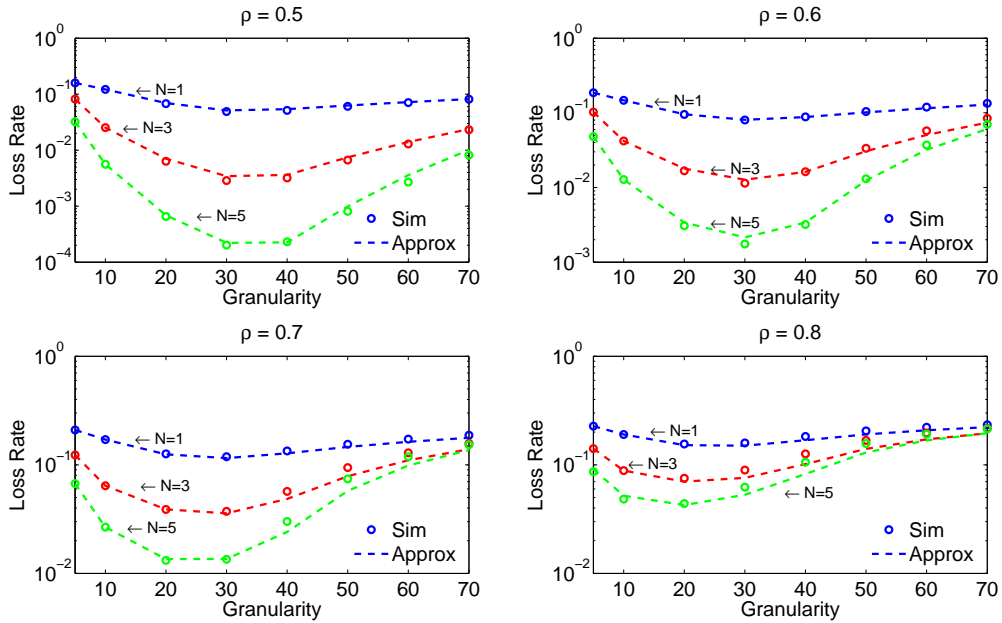 ρ = 0.5
10^0
10^-1
10^-2
10^-3
10^-4
Loss Rate
← N=1
← N=3
← N=5
Sim
Approx
10 20 30 40 50 60 70
Granularity
ρ = 0.6
10^0
10^-1
10^-2
10^-3
Loss Rate
← N=1
← N=3
← N=5
Sim
Approx
10 20 30 40 50 60 70
Granularity
ρ = 0.7
10^0
10^-1
10^-2
Loss Rate
← N=1
← N=3
← N=5
Sim
Approx
10 20 30 40 50 60 70
Granularity
ρ = 0.8
10^0
10^-1
10^-2
Loss Rate
← N=1
← N=3
← N=5
Sim
Approx
10 20 30 40 50 60 70
Granularity